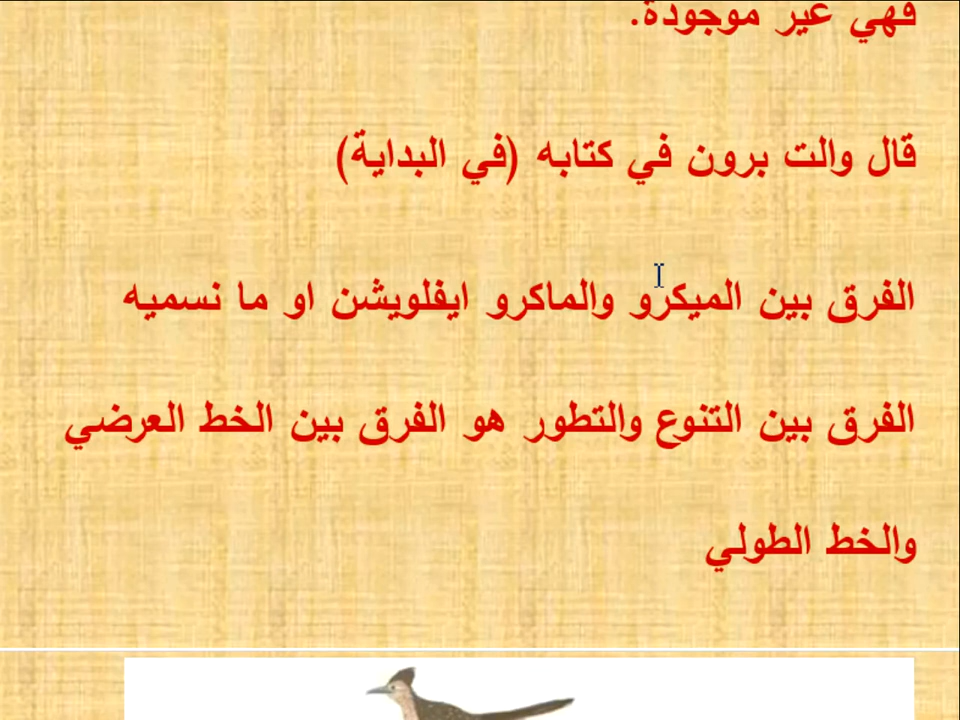 فهي غير موجودة.
قال والت برون في كتابه (في البداية)
الفرق بين الميكرو والماكرو ايفلويشن او ما نسميه
الفرق بين التنوع والتطور هو الفرق بين الخط العرضي
والخط الطولي